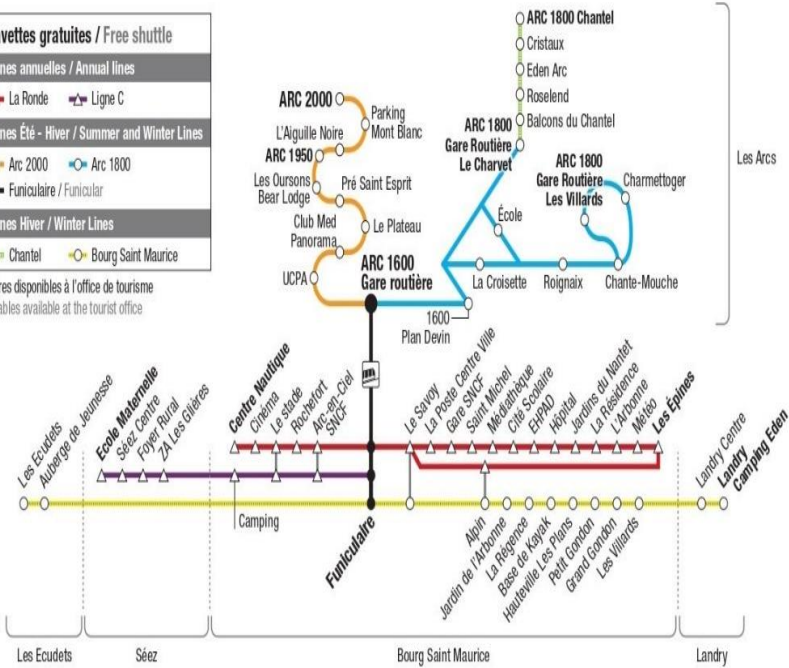 vettes gratuites / Free shuttle
nes annuelles / Annual lines
La Ronde Ligne C
nes Été - Hiver / Summer and Winter Lines
Arc 2000 Arc 1800
Funiculaire / Funicular
nes Hiver / Winter Lines
Chantel Bourg Saint Maurice
res disponibles à l'office de tourisme
ables available at the tourist office
ARC 1800 Chantel
Cristaux
Eden Arc
Roselend
Balcons du Chantel
ARC 1800
Gare Routière
Le Charvet
ARC 1800
Gare Routière
Les Villards
Charmettoger
École
La Croisette
Roignaix
Chante-Mouche
1600
Plan Devin
Les Arcs
ARC 2000
Parking
Mont Blanc
L'Aiguille Noire
ARC 1950
Les Oursons
Bear Lodge
Pré Saint Esprit
Club Med
Panorama
Le Plateau
UCPA
ARC 1600
Gare routière
Les Ecudets
Auberge de Jeunesse
Ecole Maternelle
Séez Centre
Foyer Rural
ZA Les Glières
Centre Nautique
Cinéma
Le stade
Rochefort
Arc-en-Ciel
SNCF
Le Savoy
La Poste Centre Ville
Gare SNCF
Saint Michel
Médiathèque
Cité Scolaire
EHPAD
Hôpital
Jardins du Nantet
La Résidence
L'Arbonne
Météo
Les Épines
Landry Centre
Landry
Camping Eden
Camping
Funiculaire
Alpin
Jardin de l'Arbonne
La Régence
Base de Kayak
Hauteville Les Plans
Petit Gondon
Grand Gondon
Les Villards
Les Ecudets
Séez
Bourg Saint Maurice
Landry